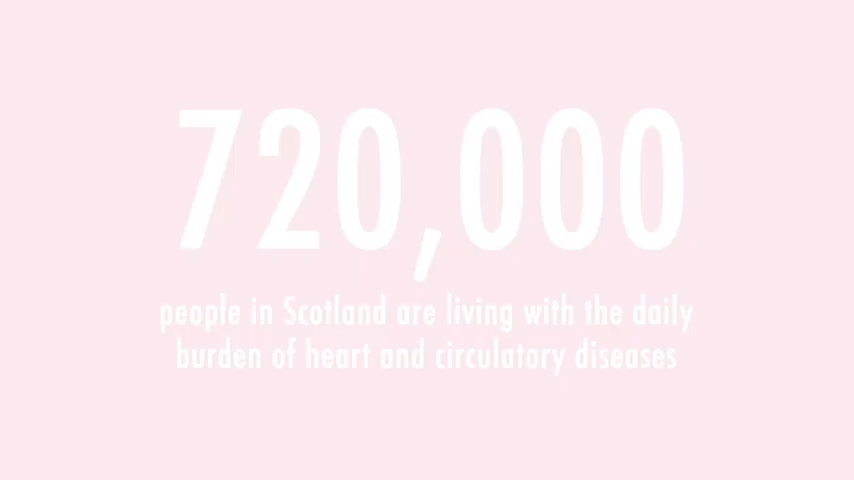 720,000
people in Scotland are living with the daily
burden of heart and circulatory diseases